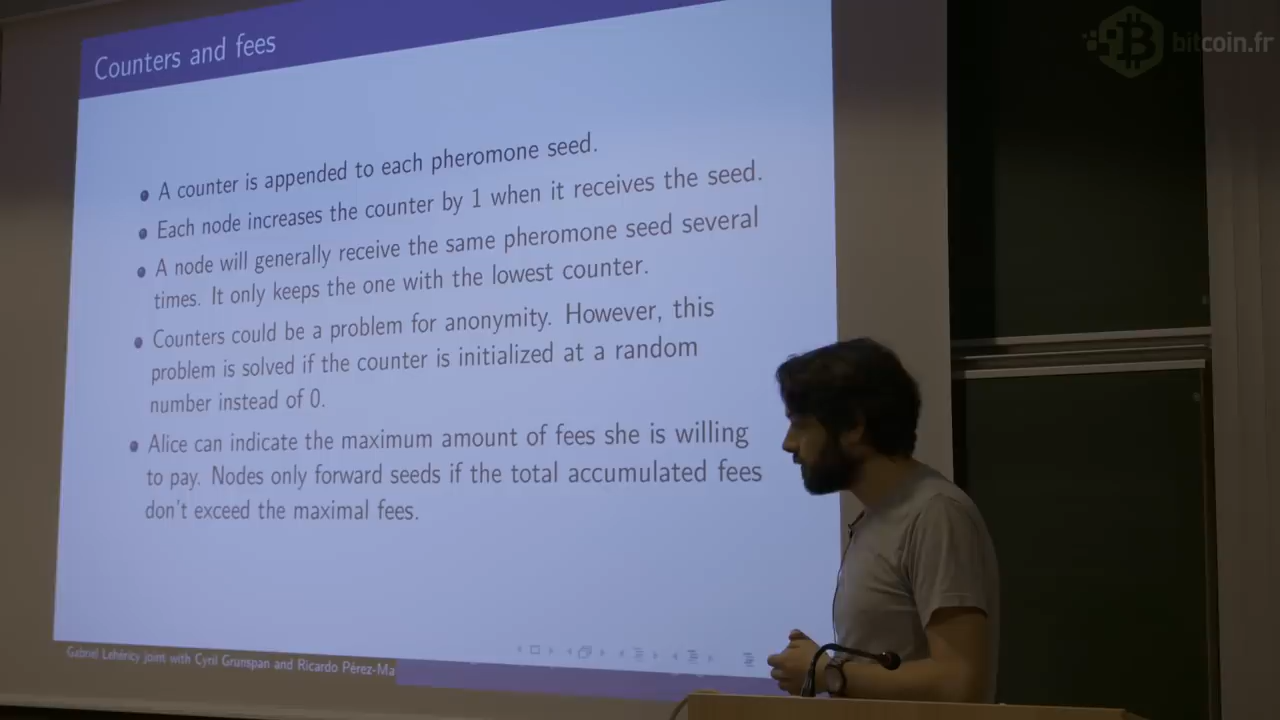 bitcoin.fr
Counters and fees
A counter is appended to each pheromone seed.
Each node increases the counter by 1 when it receives the seed.
A node will generally receive the same pheromone seed several
times. It only keeps the one with the lowest counter.
Counters could be a problem for anonymity. However, this
problem is solved if the counter is initialized at a random
number instead of 0.
Alice can indicate the maximum amount of fees she is willing
to pay. Nodes only forward seeds if the total accumulated fees
don't exceed the maximal fees.
Gabriel Lehéricy joint with Cyril Grunspan and Ricardo Pérez-Ma